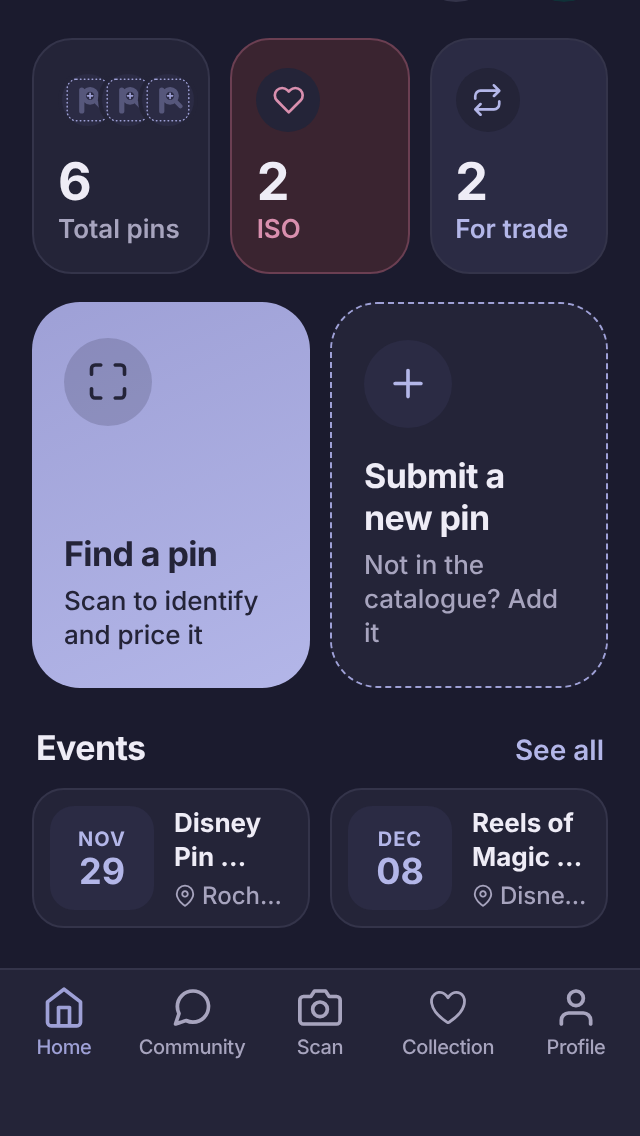 6
Total pins
2
ISO
2
For trade
Find a pin
Scan to identify
and price it
Submit a
new pin
Not in the
catalogue? Add
it
Events
See all
NOV
29
Disney
Pin ...
Roch...
DEC
08
Reels of
Magic ...
Disne...
Home
Community
Scan
Collection
Profile